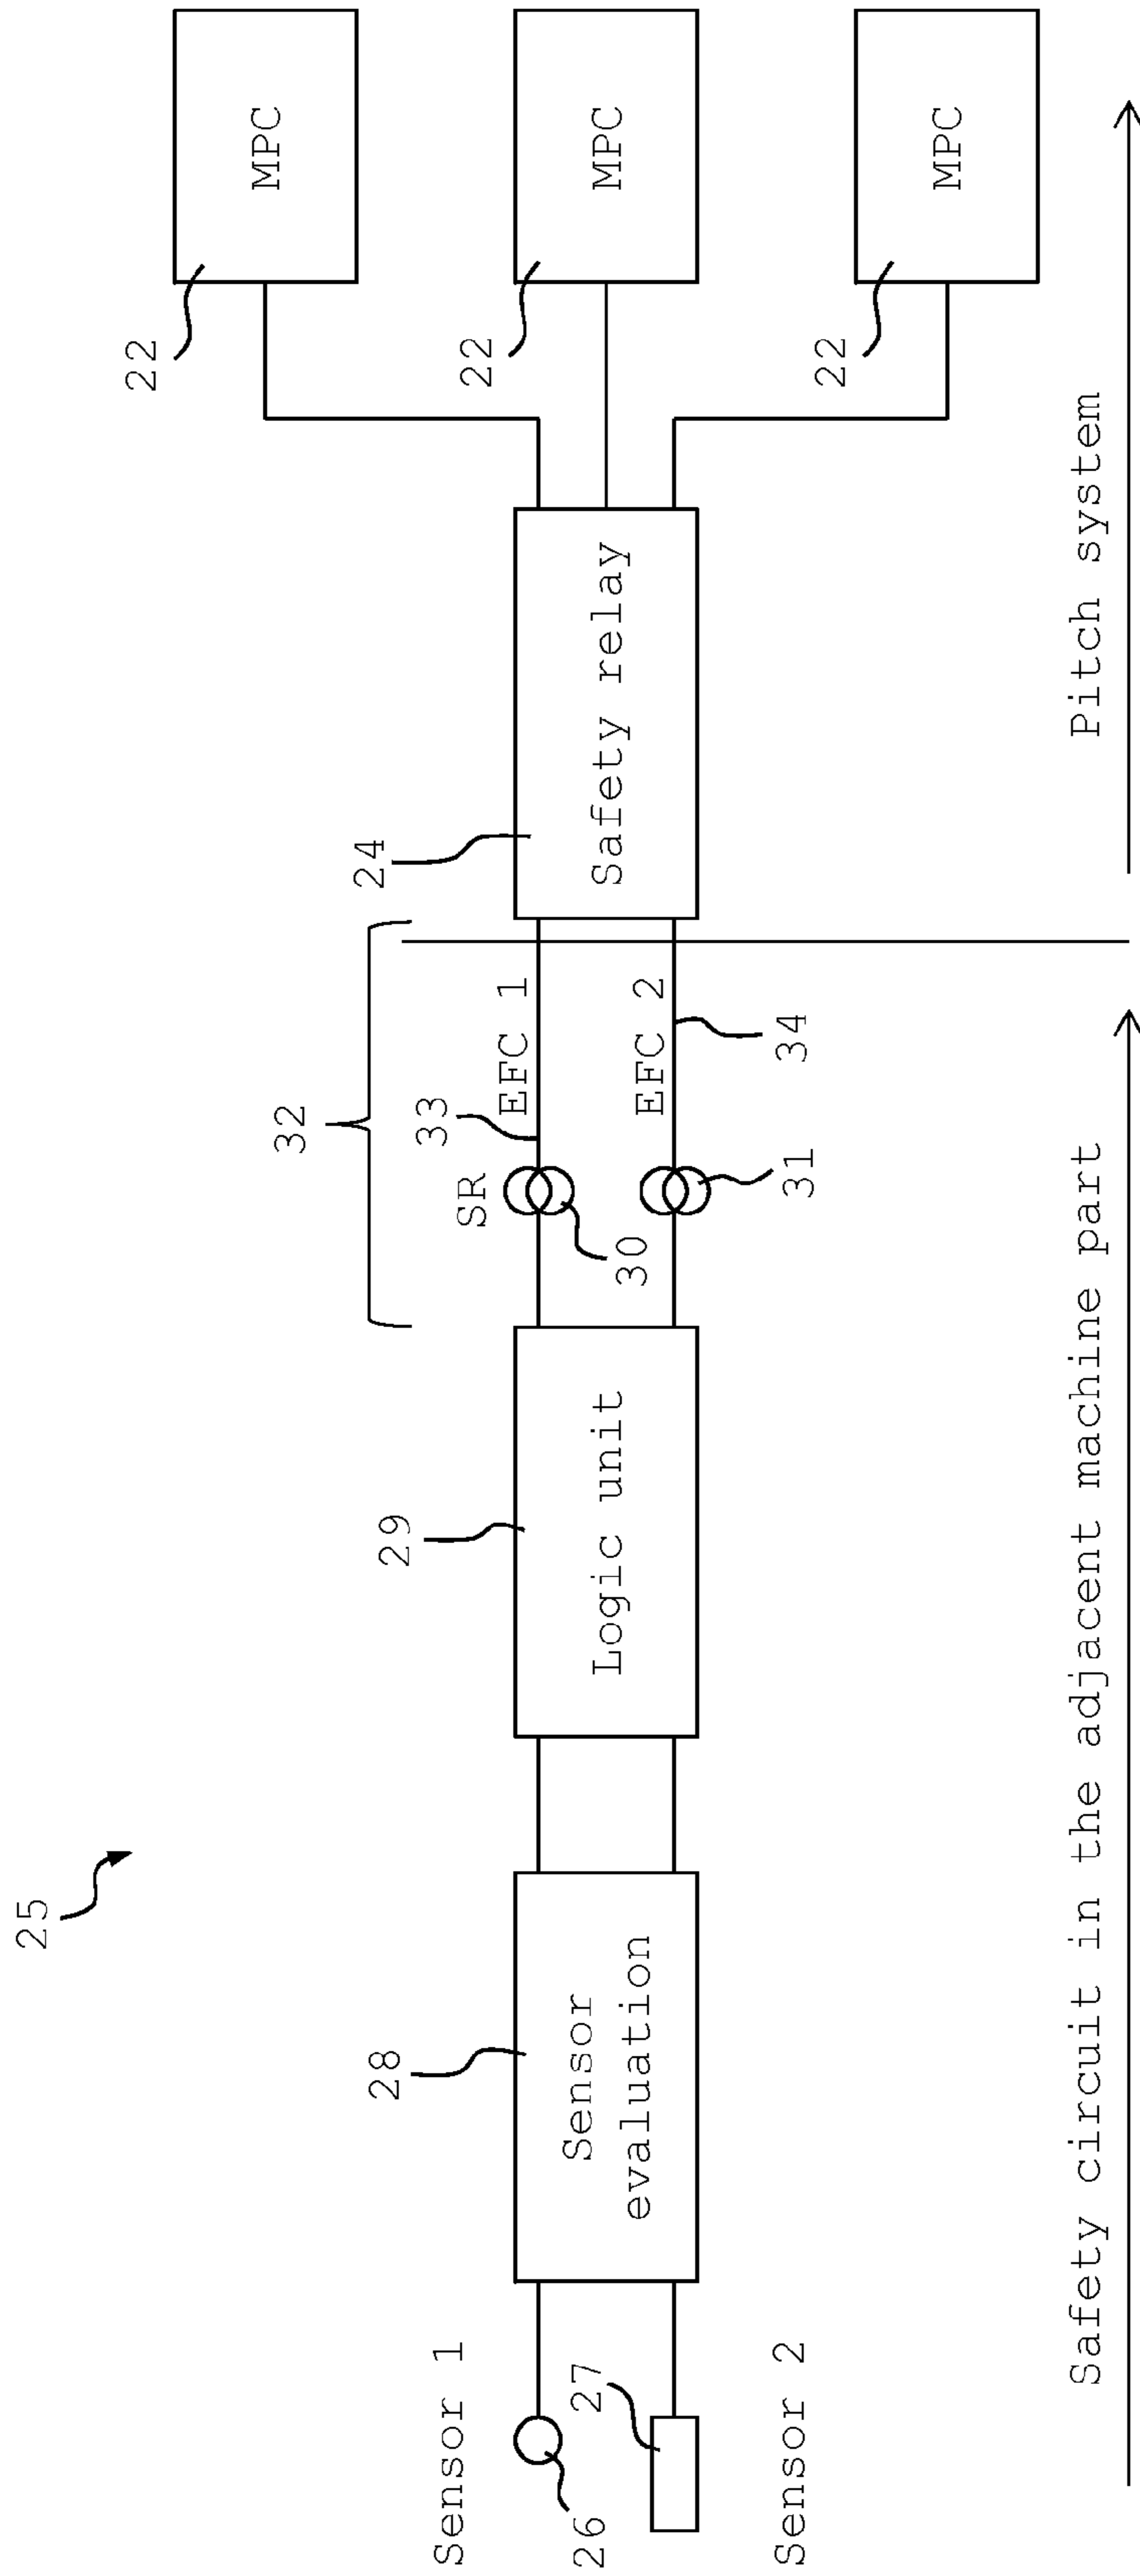 25
Sensor 1
26
27
Sensor 2
28
Sensor
evaluation
29
Logic unit
32
SR
30
31
33
EFC 1
EFC 2
34
24
Safety relay
22
MPC
22
MPC
22
MPC
Safety circuit in the adjacent machine part
Pitch system